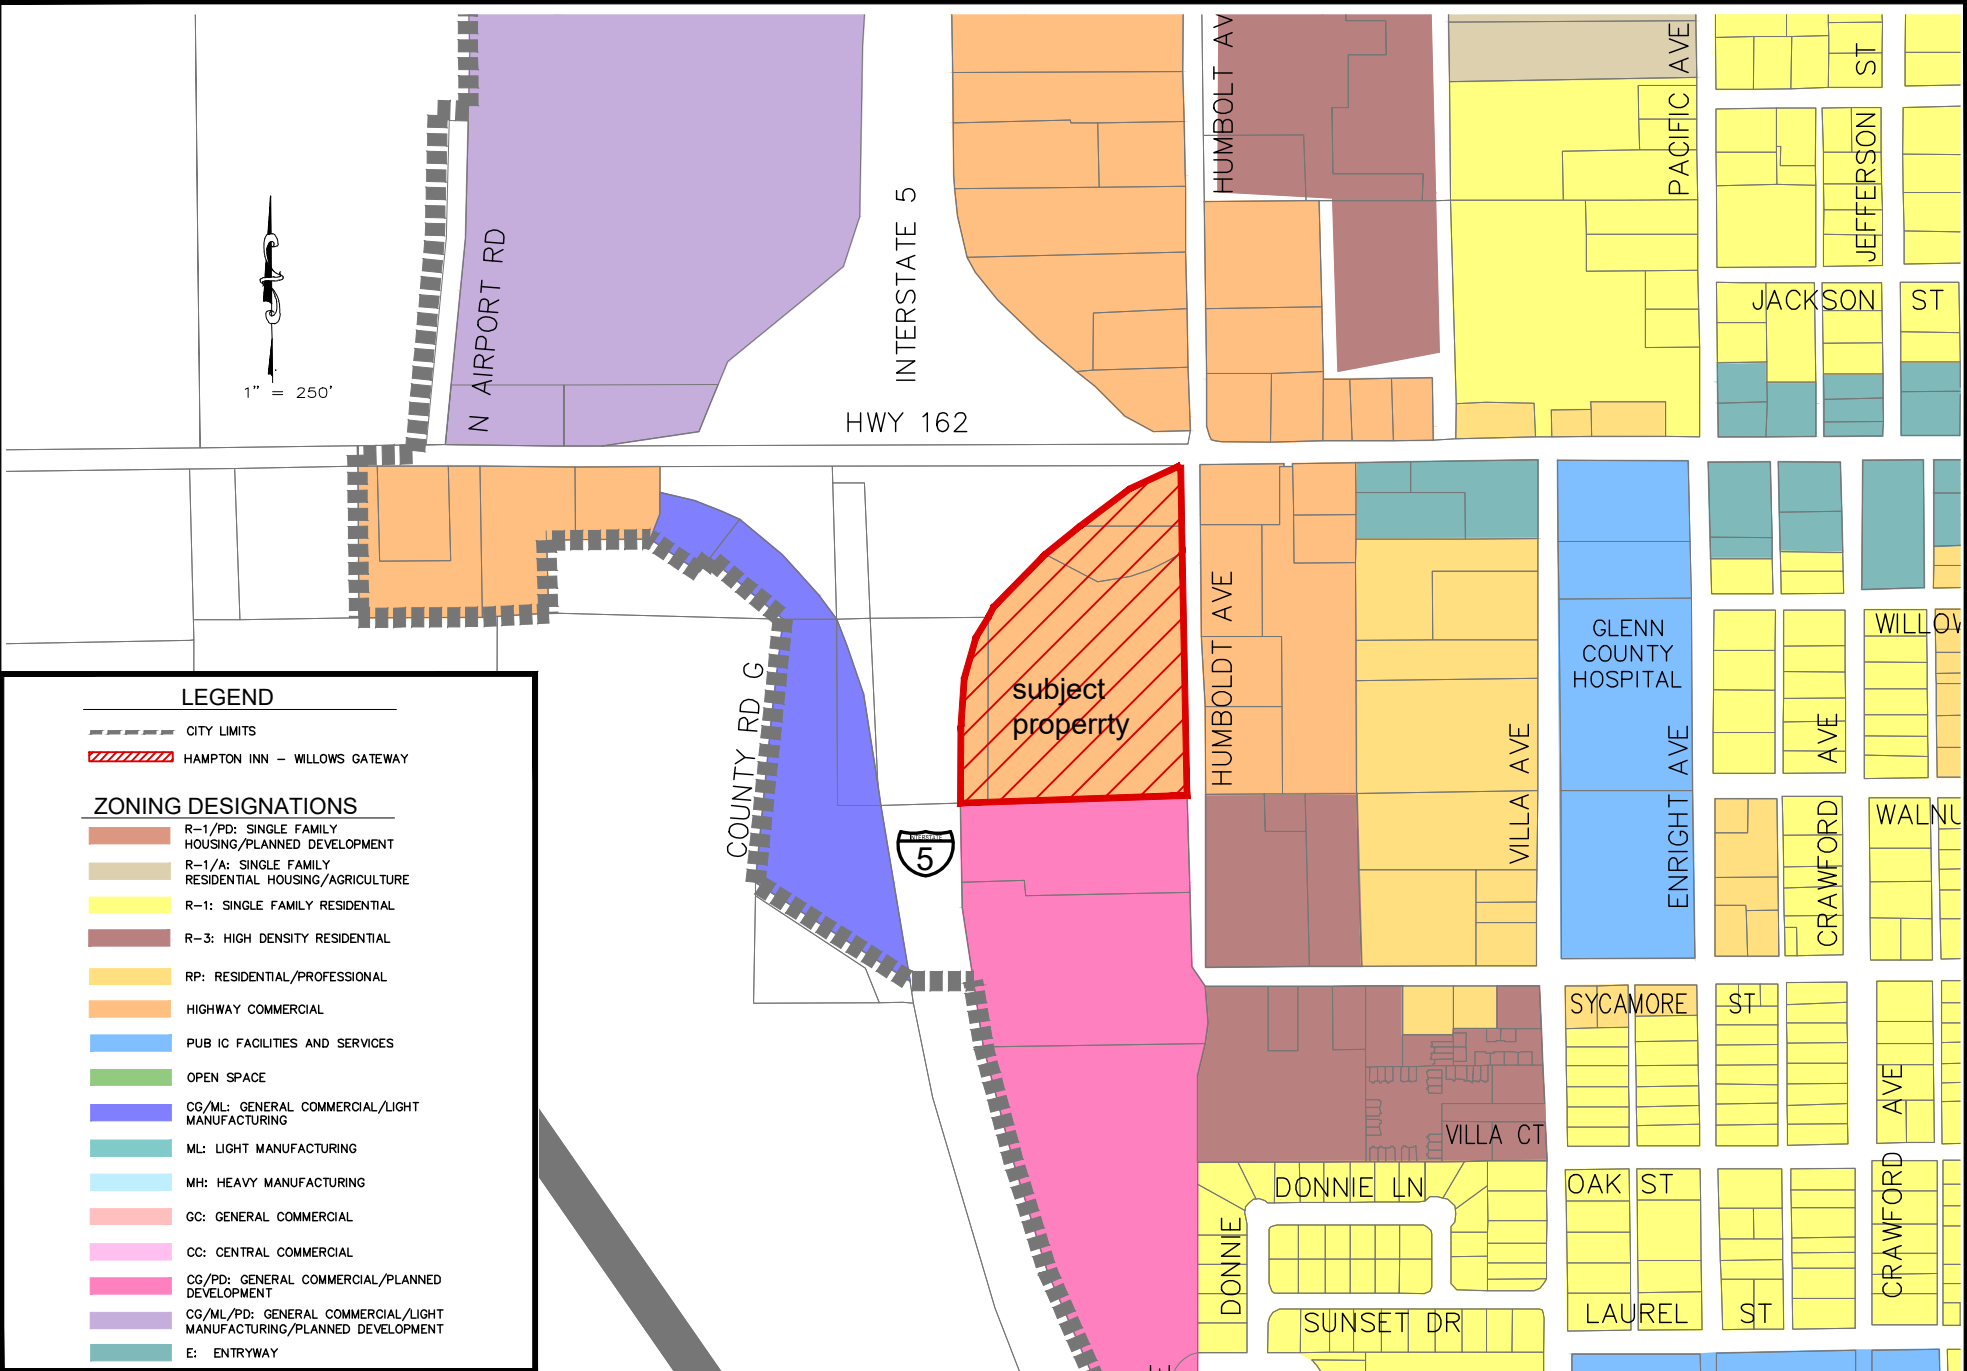 HUMBOLT AV
PACIFIC AVE
ST
JEFFERSON
N AIRPORT RD
INTERSTATE 5
JACKSON ST
1" = 250'
HWY 162
HUMBOLDT AVE
GLENN
COUNTY
HOSPITAL
WILLOW
subject
properrty
COUNTY RD G
VILLA AVE
ENRIGHT AVE
AVE
CRAWFORD
WALNU
INTERSTATE
5
SYCAMORE ST
AVE
VILLA CT
DONNIE LN
OAK ST
CRAWFORD
DONNIE
SUNSET DR
LAUREL ST
LEGEND
CITY LIMITS
HAMPTON INN - WILLOWS GATEWAY
ZONING DESIGNATIONS
R-1/PD: SINGLE FAMILY
HOUSING/PLANNED DEVELOPMENT
R-1/A: SINGLE FAMILY
RESIDENTIAL HOUSING/AGRICULTURE
R-1: SINGLE FAMILY RESIDENTIAL
R-3: HIGH DENSITY RESIDENTIAL
RP: RESIDENTIAL/PROFESSIONAL
HIGHWAY COMMERCIAL
PUB IC FACILITIES AND SERVICES
OPEN SPACE
CG/ML: GENERAL COMMERCIAL/LIGHT
MANUFACTURING
ML: LIGHT MANUFACTURING
MH: HEAVY MANUFACTURING
GC: GENERAL COMMERCIAL
CC: CENTRAL COMMERCIAL
CG/PD: GENERAL COMMERCIAL/PLANNED
DEVELOPMENT
CG/ML/PD: GENERAL COMMERCIAL/LIGHT
MANUFACTURING/PLANNED DEVELOPMENT
E: ENTRYWAY